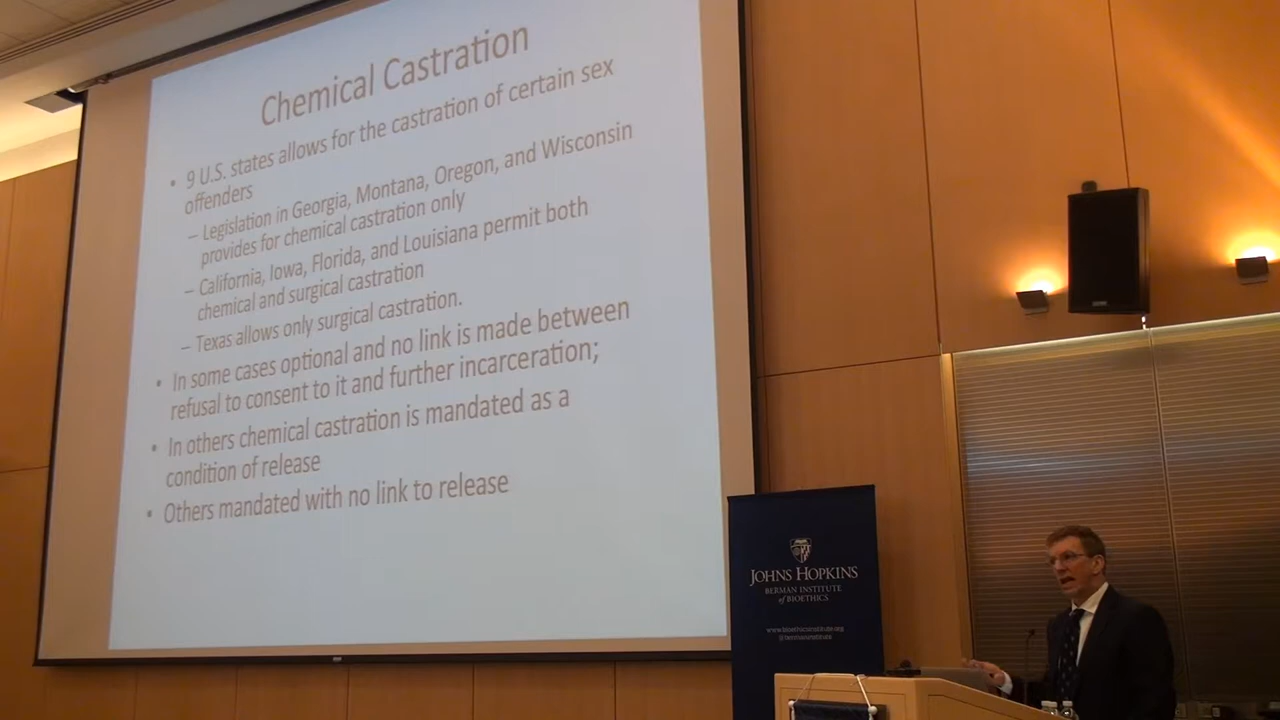 Chemical Castration
• 9 U.S. states allows for the castration of certain sex
offenders
– Legislation in Georgia, Montana, Oregon, and Wisconsin
provides for chemical castration only
– California, Iowa, Florida, and Louisiana permit both
chemical and surgical castration
– Texas allows only surgical castration.
• In some cases optional and no link is made between
refusal to consent to it and further incarceration;
• In others chemical castration is mandated as a
condition of release
• Others mandated with no link to release
JOHNS HOPKINS
BERMAN INSTITUTE
of BIOETHICS
www.bioethicsinstitute.org
@bermaninstitute